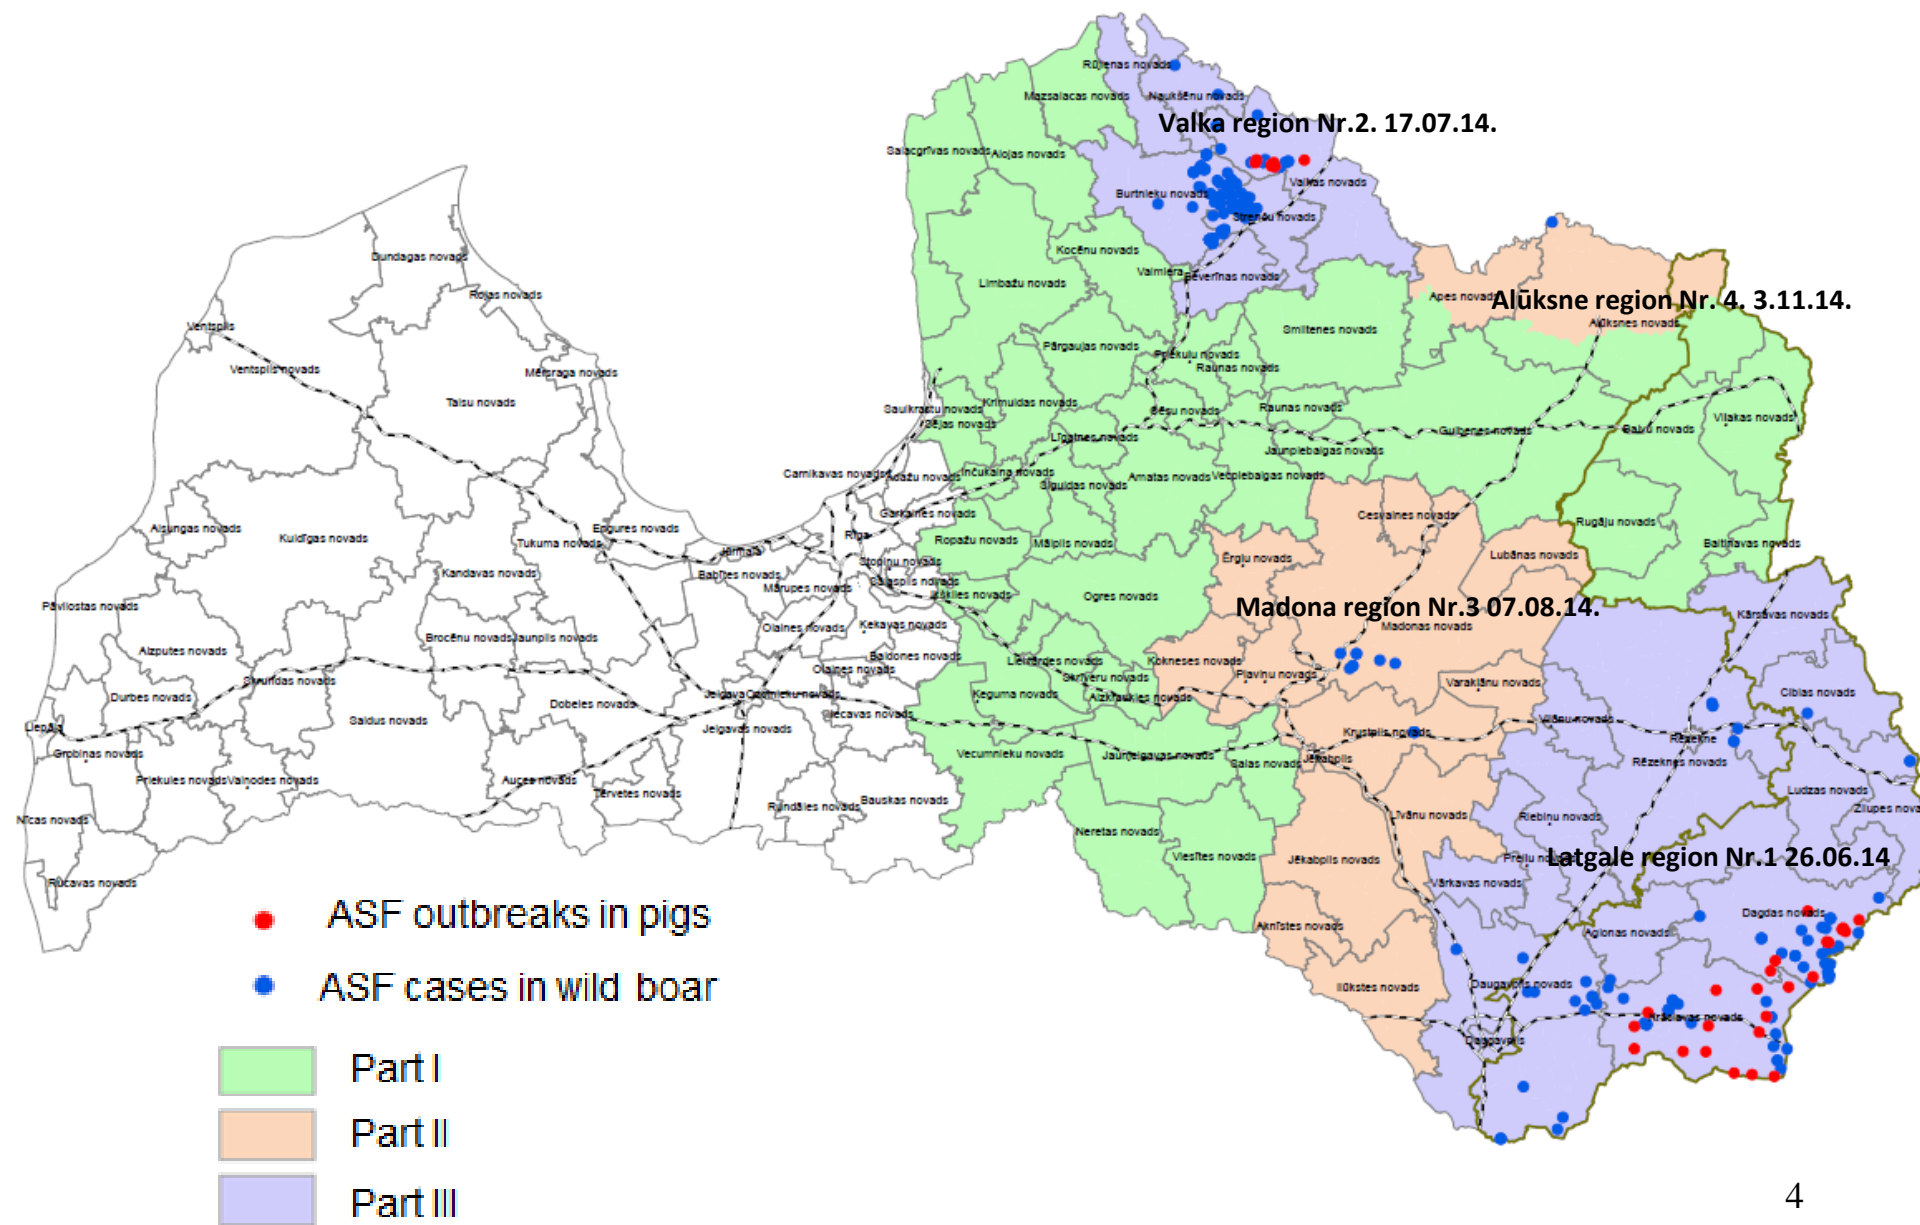 Rūjienas novads
Mazsalacas novads
Naukšēnu novads
Valka region Nr.2. 17.07.14.
Salacgrīvas novads
Alojas novads
Burtnieku novads
Valkas novads
Strenču novads
Kocēnu novads
Dundagas novads
Valmiera
Beverīnas novads
Limbažu novads
Rojas novads
Apes novads
Alūksne region Nr. 4. 3.11.14.
Alūksnes novads
Ventspils
Smiltenes novads
Pārgaujas novads
Priekuļu novads
Raunas novads
Ventspils novads
Mērsraga novads
Talsu novads
Krimuldas novads
Saulkrastu novads
Cēsu novads
Raunas novads
Sējas novads
Viļakas novads
Līgatnes novads
Gulbenes novads
Balvu novads
Jaunpiebalgas novads
Carnikavas novads
Ādažu novads
Inčukalna novads
Siguldas novads
Amatas novads
Vecpiebalgas novads
Garkalnes novads
Cesvaines novads
Rugāju novads
Alsungas novads
Kuldīgas novads
Engures novads
Tukuma novads
Rīga
Ropažu novads
Mālpils novads
Baltinavas novads
Jūrmala
Ērgļu novads
Lubānas novads
Stopiņu novads
Babītes novads
Kandavas novads
Salaspils novads
Mārupes novads
Ikšķiles novads
Ogres novads
Pāvilostas novads
Madona region Nr.3 07.08.14.
Kārsavas novads
Olaines novads
Ķekavas novads
Madonas novads
Brocēnu novads
Jaunpils novads
Aizputes novads
Baldones novads
Lielvārdes novads
Kokneses novads
Olaines novads
Skrīveru novads
Pļaviņu novads
Skrundas novads
Varakļānu novads
Durbes novads
Jelgava
Ozolnieku novads
Ķeguma novads
Aizkraukles novads
Ciblas novads
Dobeles novads
Iecavas novads
Saldus novads
Viļānu novads
Liepāja
Jelgavas novads
Krustpils novads
Rēzekne
Grobiņas novads
Vecumnieku novads
Jaunjelgavas novads
Salas novads
Jēkabpils
Rēzeknes novads
Priekules novads
Vaiņodes novads
Auces novads
Tērvetes novads
Ludzas novads
Rundāles novads
Bauskas novads
Zilupes nova
Nīcas novads
Līvānu novads
Riebiņu novads
Neretas novads
Viesītes novads
Jēkabpils novads
Preiļu novads
Latgale region Nr.1 26.06.14
Rucavas novads
Vārkavas novads
ASF outbreaks in pigs
Dagdas novads
Aknīstes novads
Aglonas novads
ASF cases in wild boar
Ilūkstes novads
Daugavpils novads
Krāslavas novads
Daugavpils
Part I
Part II
Part III
4